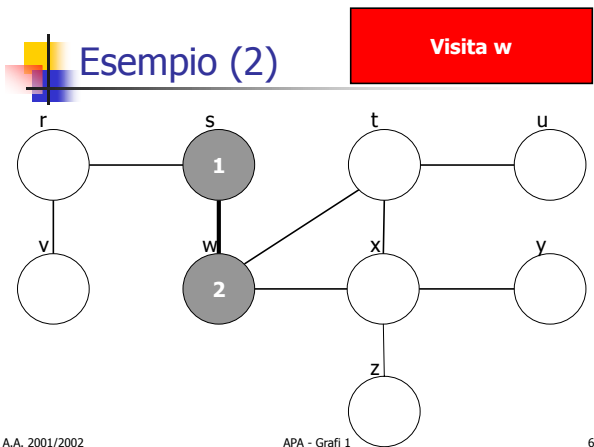 Esempio (2)
Visita w
r s t u
1
v w x y
2
z
A.A. 2001/2002 APA - Grafi 1 6